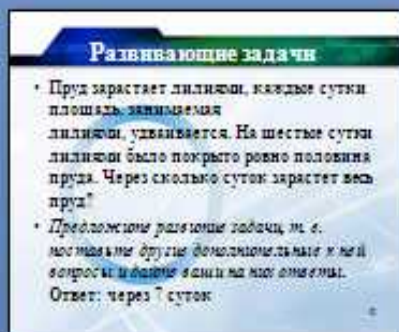 Развивающие задачи
• Пруд зарастает лилиями, каждые сутки
площадь, занимаемая
лилиями, удваивается. На шестые сутки
лилиями было покрыто ровно половина
пруда. Через сколько суток зарастет весь
пруд?
• Предложите развитие задачи, т. е.
поставьте другие дополнительные к ней
вопросы и дайте ваши на них ответы.
Ответ: через 7 суток